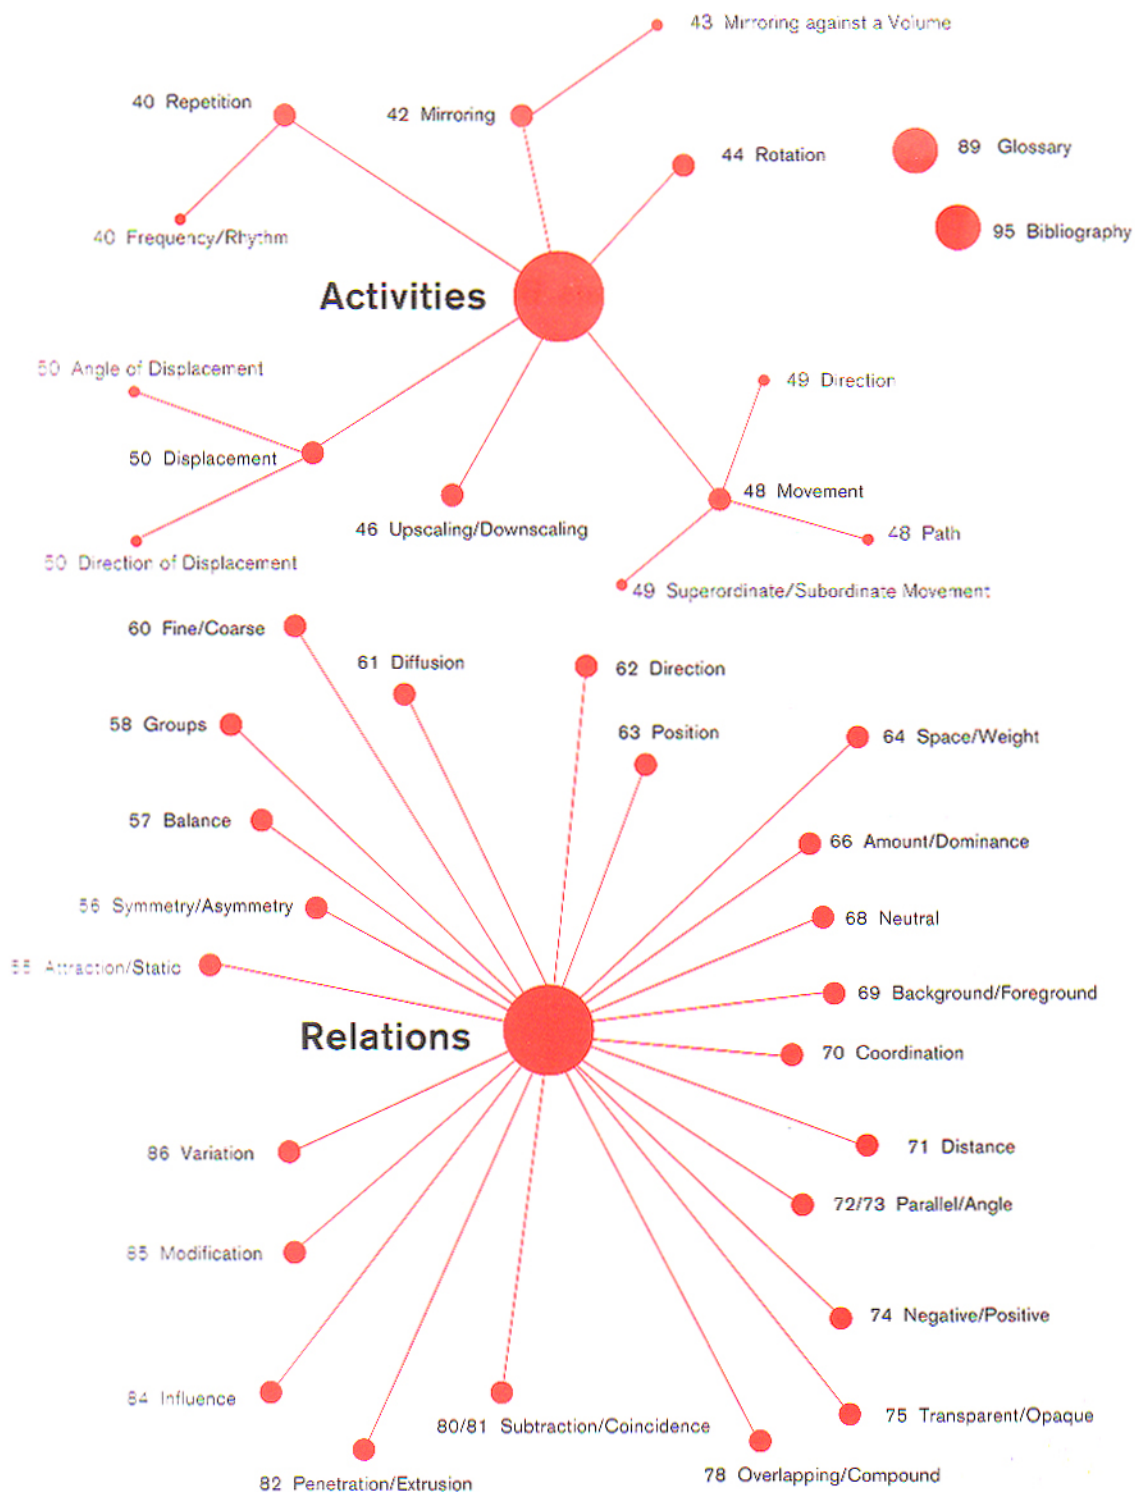 43 Mirroring against a Volume
40 Repetition
42 Mirroring
44 Rotation
89 Glossary
40 Frequency/Rhythm
95 Bibliography
Activities
50 Angle of Displacement
49 Direction
50 Displacement
48 Movement
46 Upscaling/Downscaling
48 Path
50 Direction of Displacement
49 Superordinate/Subordinate Movement
60 Fine/Coarse
61 Diffusion
62 Direction
58 Groups
63 Position
64 Space/Weight
57 Balance
66 Amount/Dominance
56 Symmetry/Asymmetry
68 Neutral
55 Attraction/Static
69 Background/Foreground
Relations
70 Coordination
86 Variation
71 Distance
72/73 Parallel/Angle
85 Modification
74 Negative/Positive
84 Influence
80/81 Subtraction/Coincidence
75 Transparent/Opaque
82 Penetration/Extrusion
78 Overlapping/Compound